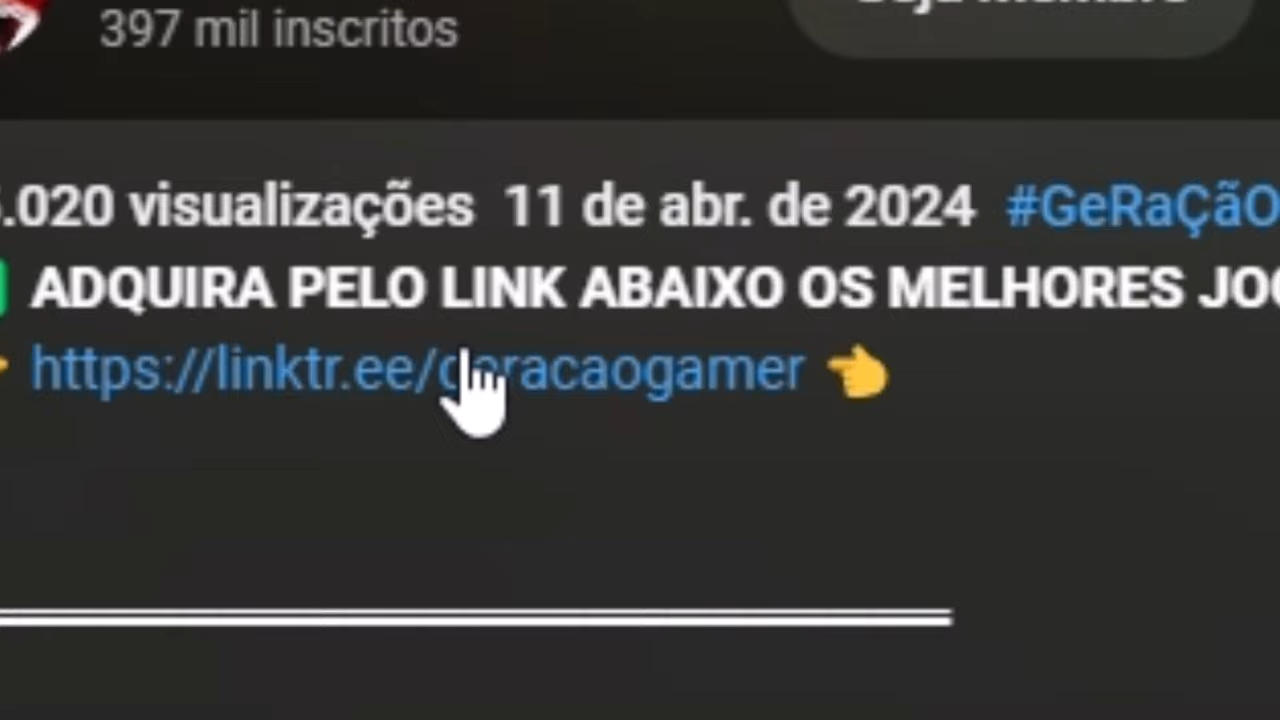 397 mil inscritos
.020 visualizações 11 de abr. de 2024 #GeRaÇãO
ADQUIRA PELO LINK ABAIXO OS MELHORES JO
https://linktr.ee/geracaogamer